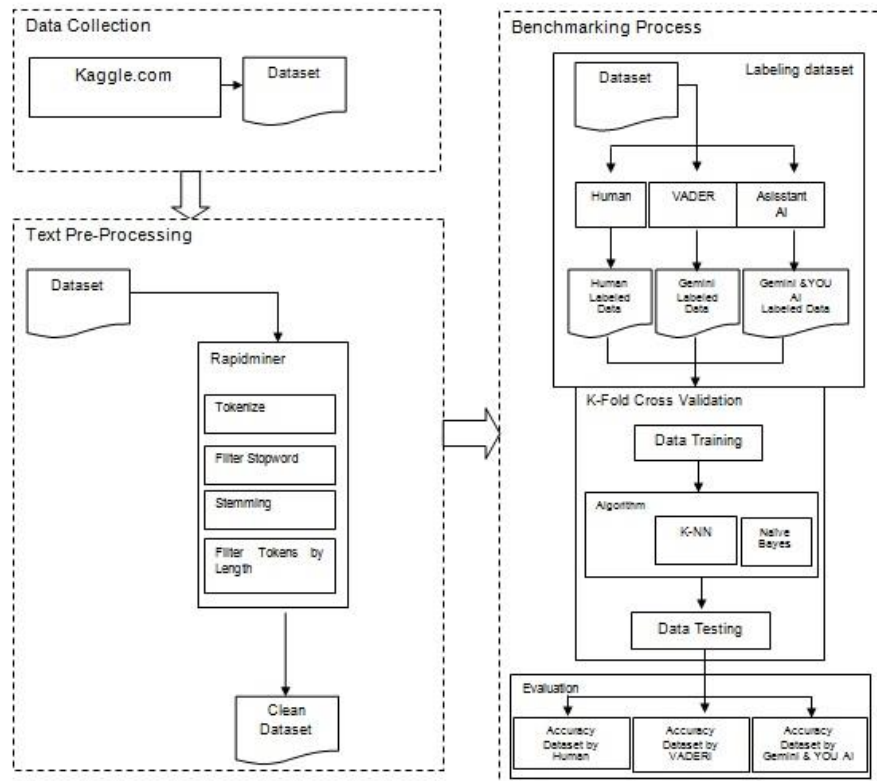 Data Collection
Kaggle.com
Dataset
Text Pre-Processing
Dataset
Rapidminer
Tokenize
Filter Stopword
Stemming
Filter Tokens by
Length
Clean
Dataset
Benchmarking Process
Labeling dataset
Dataset
Human
VADER
Asisstant
AI
Human
Labeled
Data
Gemini
Labeled
Data
Gemini &YOU
AI
Labeled Data
K-Fold Cross Validation
Data Training
Algorithm
K-NN
Naïve
Bayes
Data Testing
Evaluation
Accuracy
Dataset by
Human
Accuracy
Dataset by
VADERI
Accuracy
Dataset by
Gemini & YOU AI